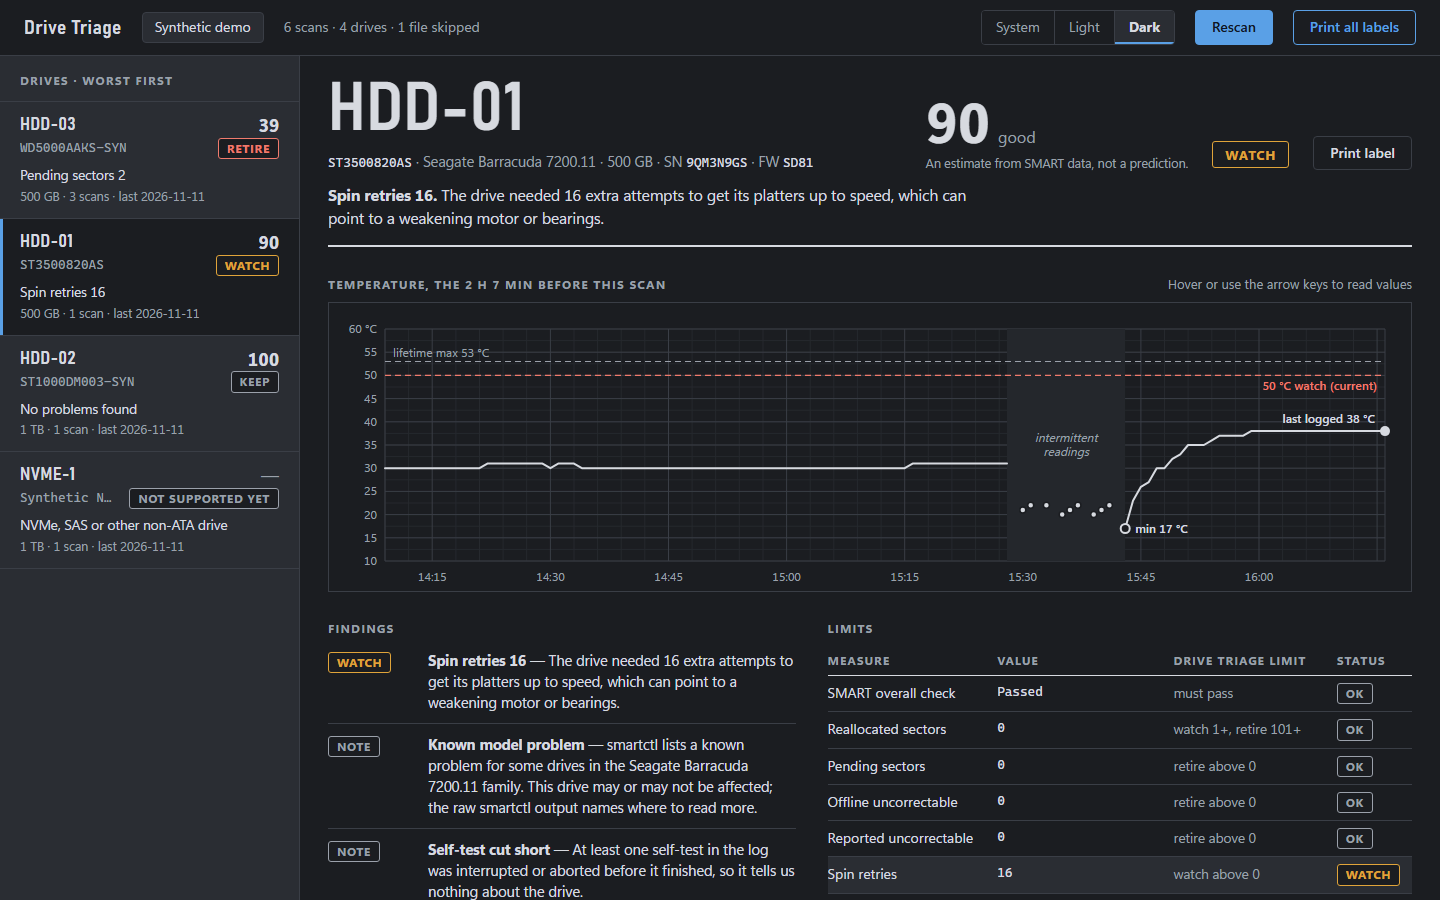 Drive Triage
Synthetic demo
6 scans · 4 drives · 1 file skipped
System
Light
Dark
Rescan
Print all labels
DRIVES · WORST FIRST
HDD-03
39
WD5000AAKS-SYN
RETIRE
Pending sectors 2
500 GB · 3 scans · last 2026-11-11
HDD-01
90
ST3500820AS
WATCH
Spin retries 16
500 GB · 1 scan · last 2026-11-11
HDD-02
100
ST1000DM003-SYN
KEEP
No problems found
1 TB · 1 scan · last 2026-11-11
NVME-1
—
Synthetic N…
NOT SUPPORTED YET
NVMe, SAS or other non-ATA drive
1 TB · 1 scan · last 2026-11-11
HDD-01
ST3500820AS · Seagate Barracuda 7200.11 · 500 GB · SN 9QM3N9GS · FW SD81
90 good
An estimate from SMART data, not a prediction.
WATCH
Print label
Spin retries 16. The drive needed 16 extra attempts to get its platters up to speed, which can
point to a weakening motor or bearings.
TEMPERATURE, THE 2 H 7 MIN BEFORE THIS SCAN
Hover or use the arrow keys to read values
60 °C
55
50
45
40
35
30
25
20
15
10
lifetime max 53 °C
50 °C watch (current)
last logged 38 °C
intermittent
readings
min 17 °C
14:15
14:30
14:45
15:00
15:15
15:30
15:45
16:00
FINDINGS
WATCH
Spin retries 16 — The drive needed 16 extra attempts to
get its platters up to speed, which can point to a
weakening motor or bearings.
NOTE
Known model problem — smartctl lists a known
problem for some drives in the Seagate Barracuda
7200.11 family. This drive may or may not be affected;
the raw smartctl output names where to read more.
NOTE
Self-test cut short — At least one self-test in the log
was interrupted or aborted before it finished, so it tells us
nothing about the drive.
LIMITS
MEASURE VALUE DRIVE TRIAGE LIMIT STATUS
SMART overall check Passed must pass OK
Reallocated sectors 0 watch 1+, retire 101+ OK
Pending sectors 0 retire above 0 OK
Offline uncorrectable 0 retire above 0 OK
Reported uncorrectable 0 retire above 0 OK
Spin retries 16 watch above 0 WATCH